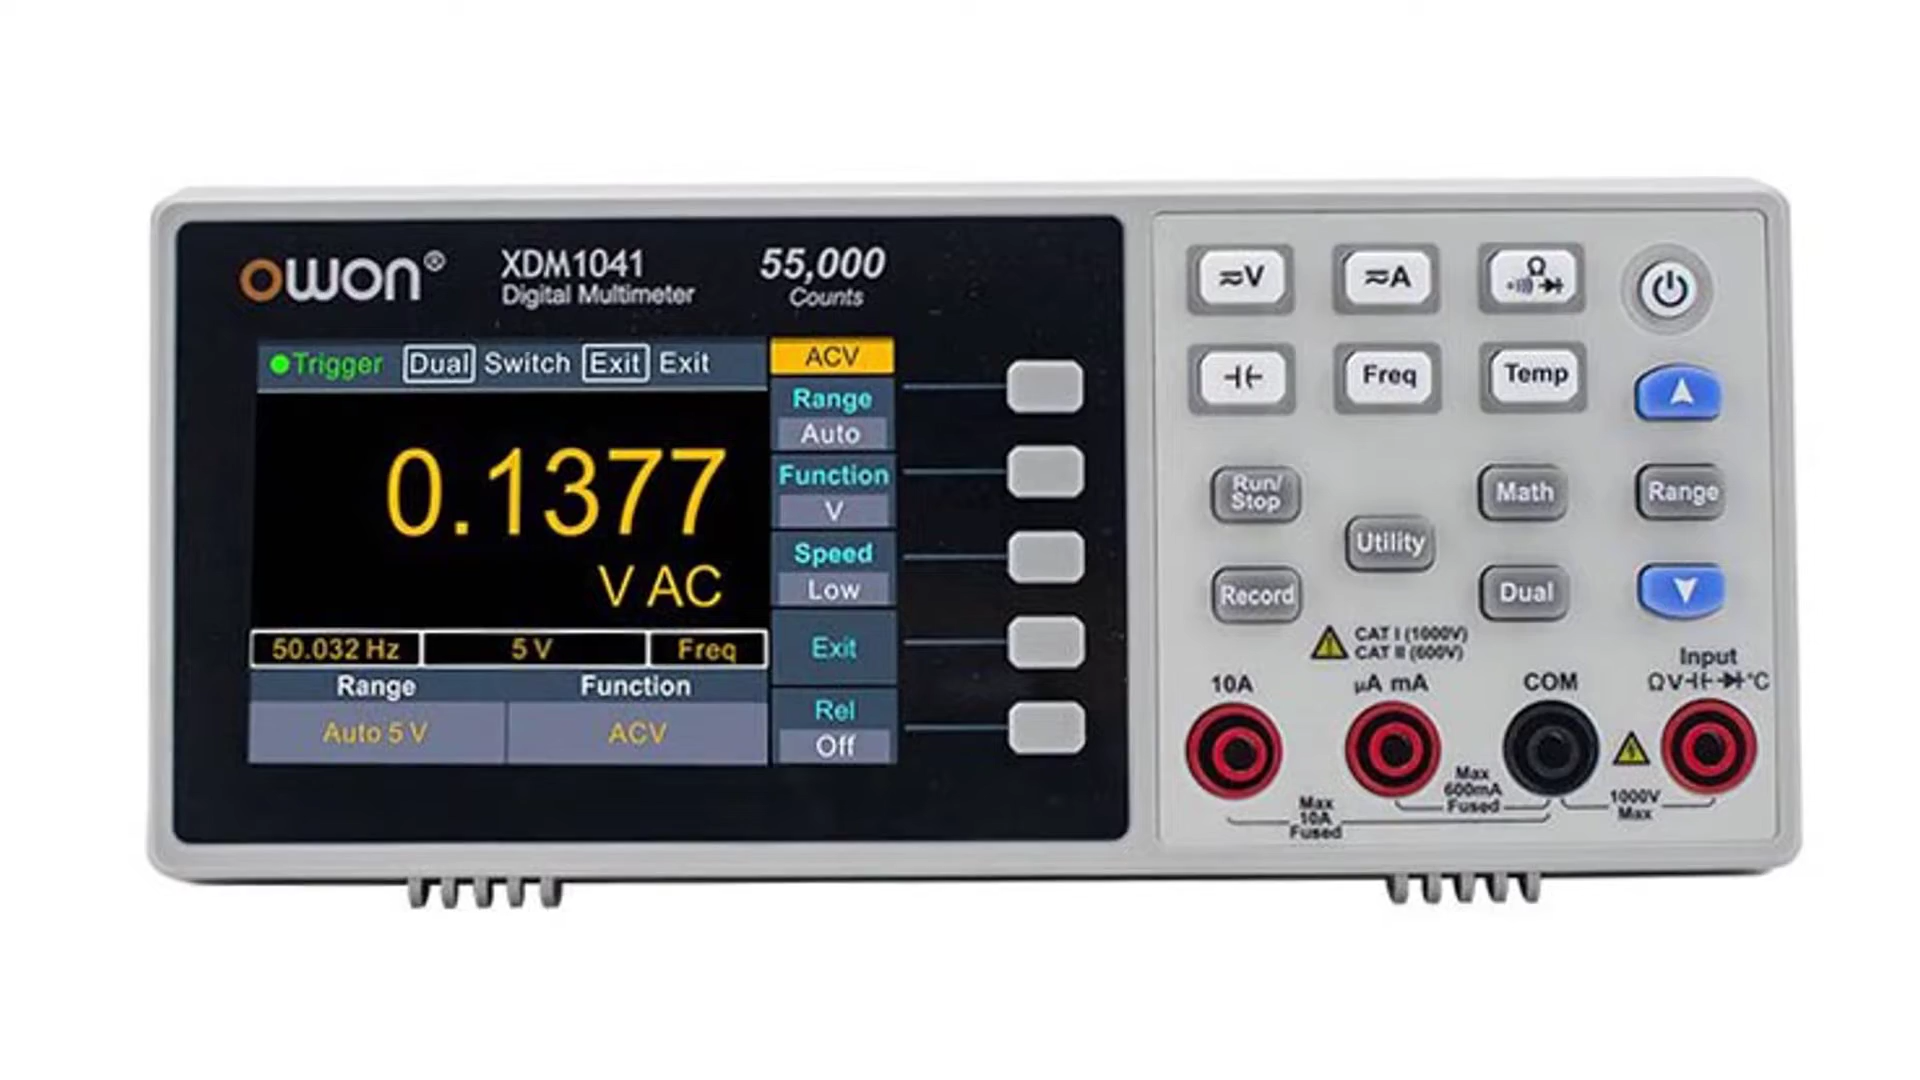 owon®
XDM1041
Digital Multimeter
55,000
Counts
Trigger Dual Switch Exit Exit
0.1377
V AC
50.032 Hz 5 V Freq
Range Function
Auto 5 V ACV
ACV
Range
Auto
Function
V
Speed
Low
Exit
Rel
Off
≂V ≂A Ω
Freq Temp
Run/
Stop
Utility
Math
Range
Record
Dual
CAT I (1000V)
CAT II (600V)
10A
µA mA
COM
Input
ΩV °C
Max
10A
Fused
Max
600mA
Fused
1000V
Max